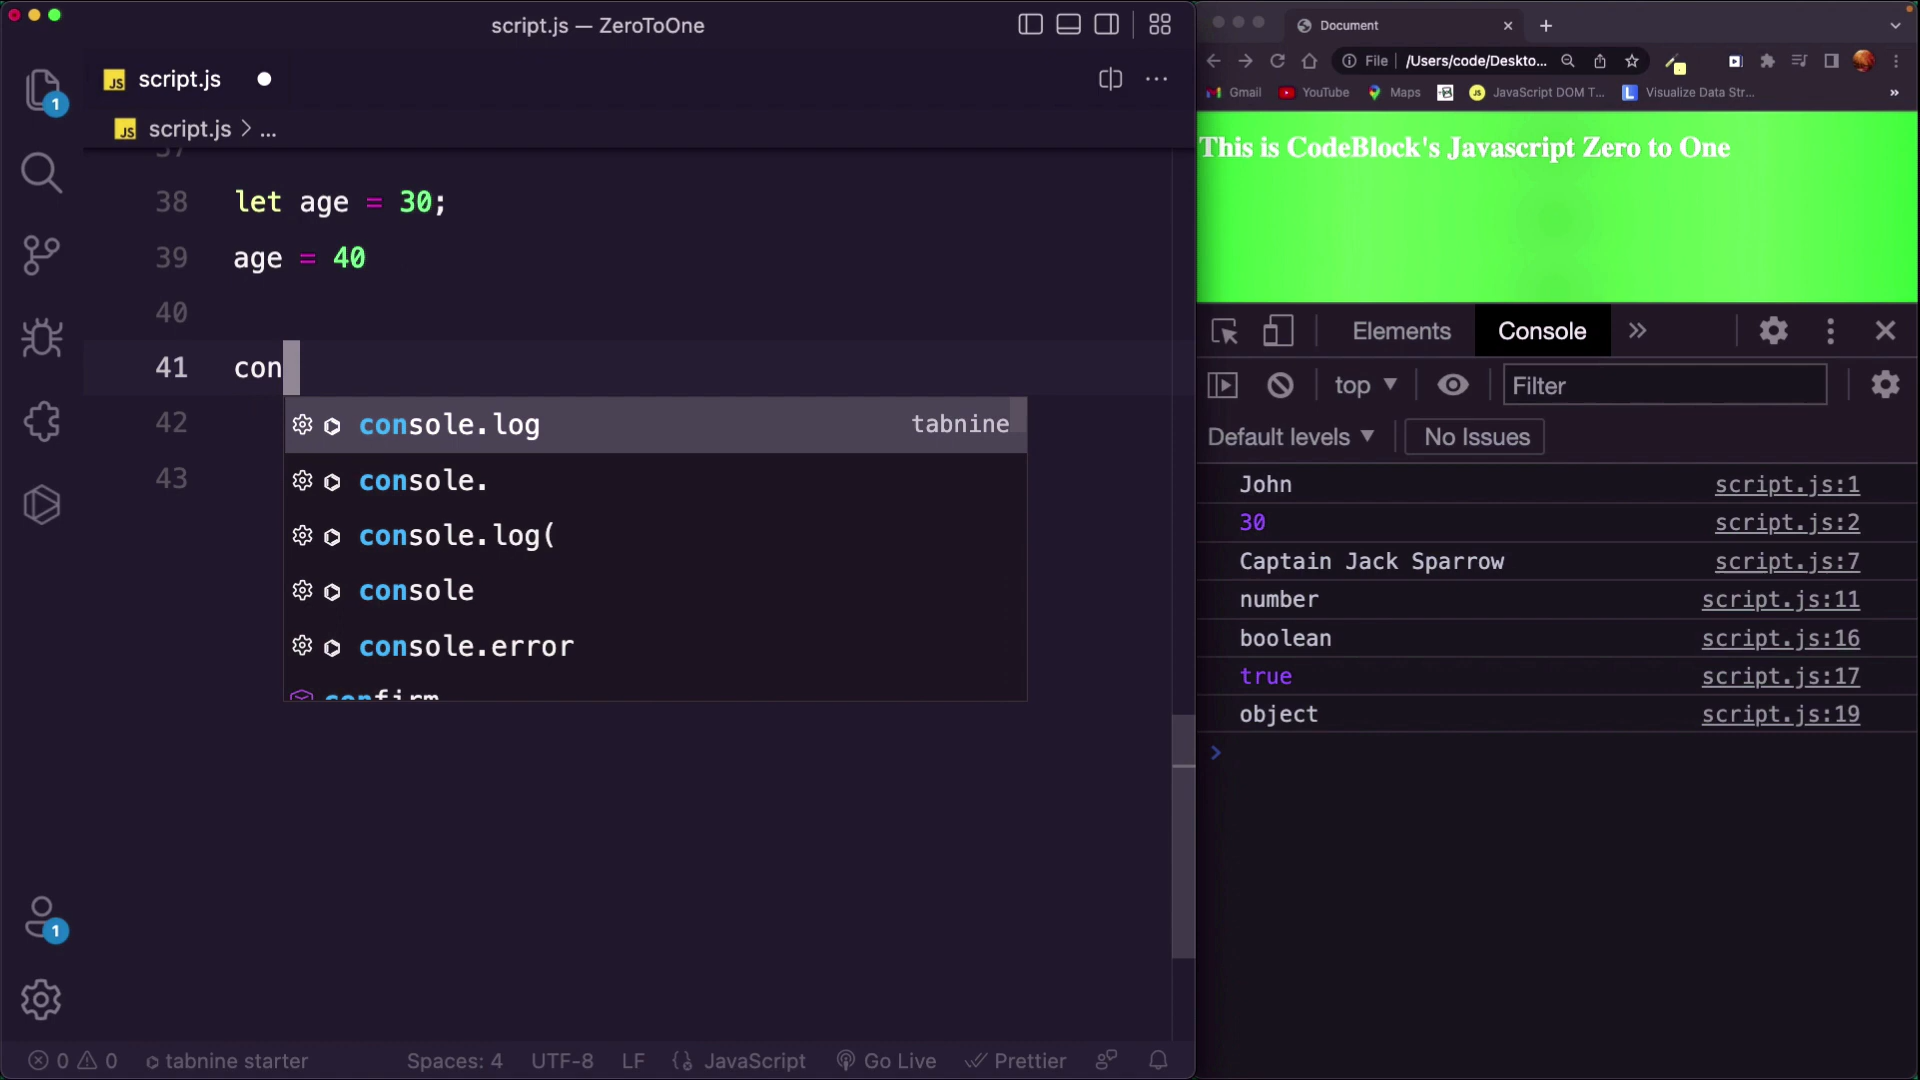 script.js — ZeroToOne
script.js
script.js > ...
37
38 let age = 30;
39 age = 40
40
41 con
42
43
console.log tabnine
console.
console.log(
console
console.error
confirm
1
1
0 0 tabnine starter Spaces: 4 UTF-8 LF JavaScript Go Live Prettier
Document
File /Users/code/Deskto...
Gmail YouTube Maps JavaScript DOM T... Visualize Data Str... »
This is CodeBlock's Javascript Zero to One
Elements Console »
top Filter
Default levels No Issues
John script.js:1
30 script.js:2
Captain Jack Sparrow script.js:7
number script.js:11
boolean script.js:16
true script.js:17
object script.js:19